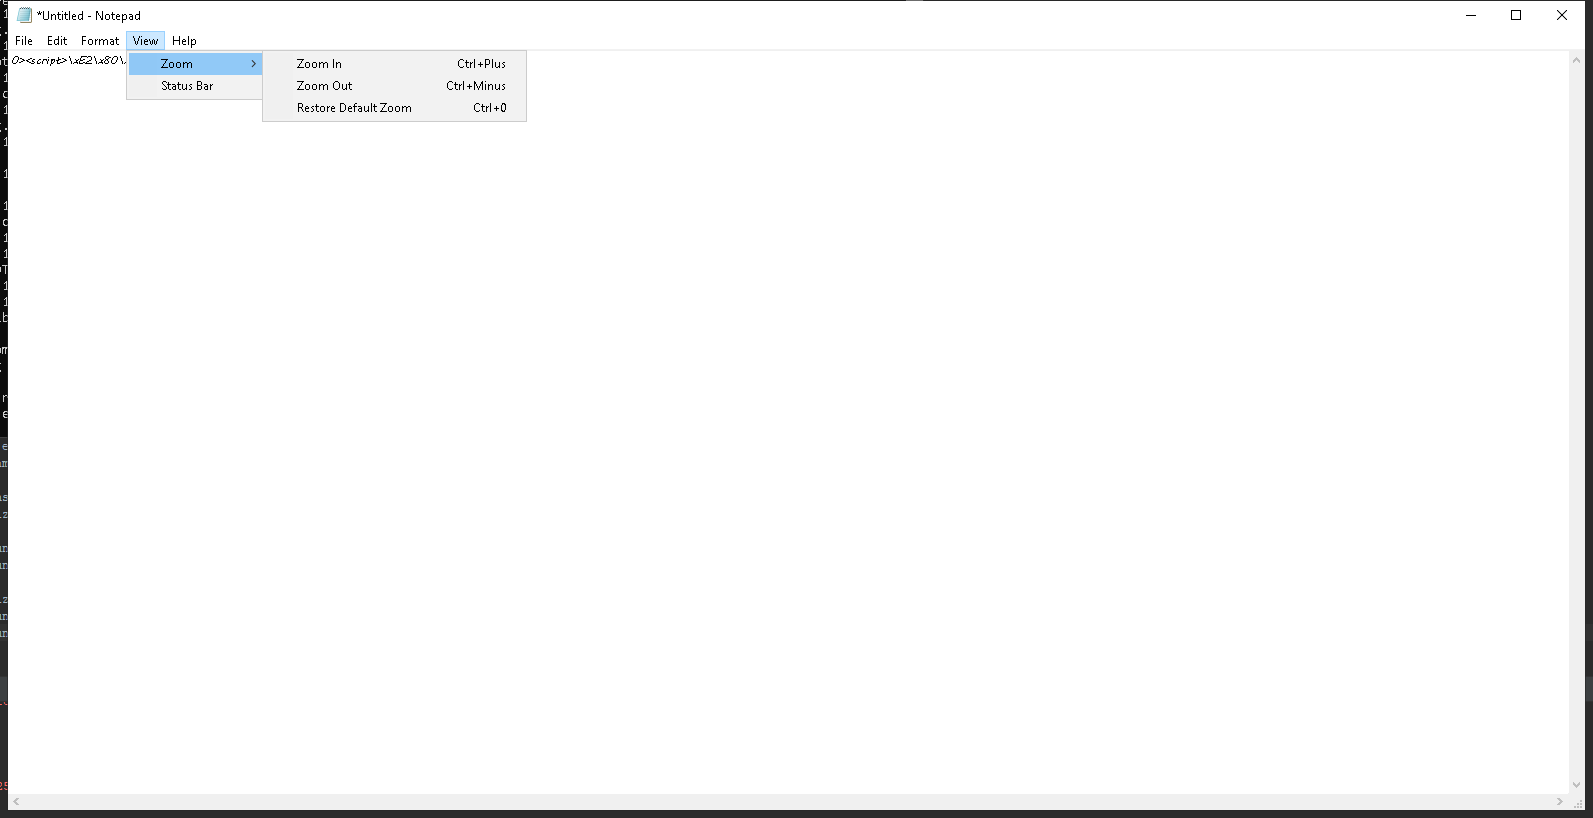 *Untitled - Notepad
File Edit Format View Help
0><script>\xE2\x80\
Zoom
Status Bar
Zoom In Ctrl+Plus
Zoom Out Ctrl+Minus
Restore Default Zoom Ctrl+0